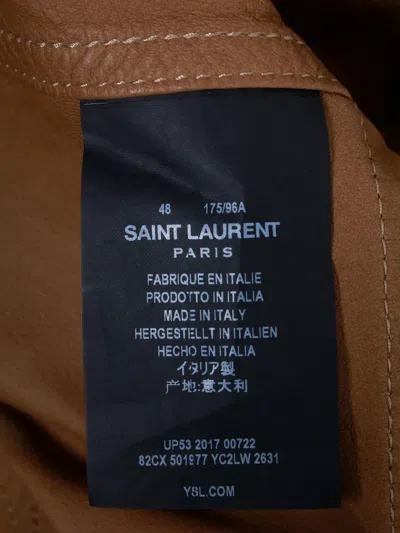 48 175/96A
SAINT LAURENT
PARIS
FABRIQUE EN ITALIE
PRODOTTO IN ITALIA
MADE IN ITALY
HERGESTELLT IN ITALIEN
HECHO EN ITALIA
イタリア製
产地:意大利
UP53 2017 00722
82CX 501977 YC2LW 2631
YSL.COM